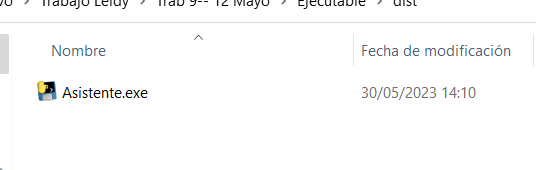 Trabajo Leidy > Trab 9-- 12 Mayo > Ejecutable > dist
Nombre Fecha de modificación
Asistente.exe 30/05/2023 14:10